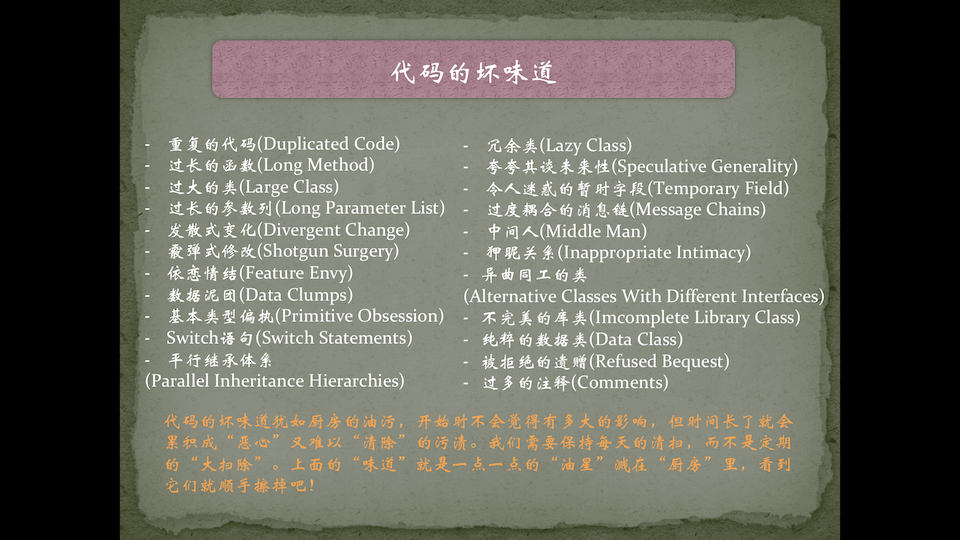 代码的坏味道
- 重复的代码(Duplicated Code)
- 过长的函数(Long Method)
- 过大的类(Large Class)
- 过长的参数列(Long Parameter List)
- 发散式变化(Divergent Change)
- 霰弹式修改(Shotgun Surgery)
- 依恋情结(Feature Envy)
- 数据泥团(Data Clumps)
- 基本类型偏执(Primitive Obsession)
- Switch语句(Switch Statements)
- 平行继承体系
(Parallel Inheritance Hierarchies)
- 冗余类(Lazy Class)
- 夸夸其谈未来性(Speculative Generality)
- 令人迷惑的暂时字段(Temporary Field)
- 过度耦合的消息链(Message Chains)
- 中间人(Middle Man)
- 狎昵关系(Inappropriate Intimacy)
- 异曲同工的类
(Alternative Classes With Different Interfaces)
- 不完美的库类(Imcomplete Library Class)
- 纯粹的数据类(Data Class)
- 被拒绝的遗赠(Refused Bequest)
- 过多的注释(Comments)
代码的坏味道犹如厨房的油污，开始时不会觉得有多大的影响，但时间长了就会
累积成“恶心”又难以“清除”的污渍。我们需要保持每天的清扫，而不是定期
的“大扫除”。上面的“味道”就是一点一点的“油星”溅在“厨房”里，看到
它们就顺手擦掉吧！